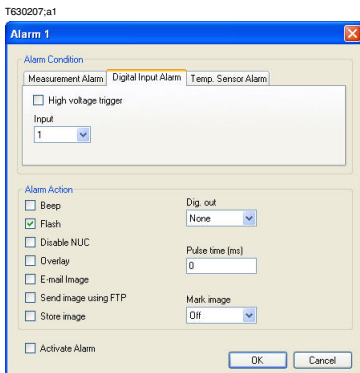 T630207;a1
Alarm 1
Alarm Condition
Measurement Alarm Digital Input Alarm Temp. Sensor Alarm
High voltage trigger
Input
1
Alarm Action
Beep
Flash
Disable NUC
Overlay
E-mail Image
Send image using FTP
Store image
Dig. out
None
Pulse time (ms)
0
Mark image
Off
Activate Alarm
OK Cancel